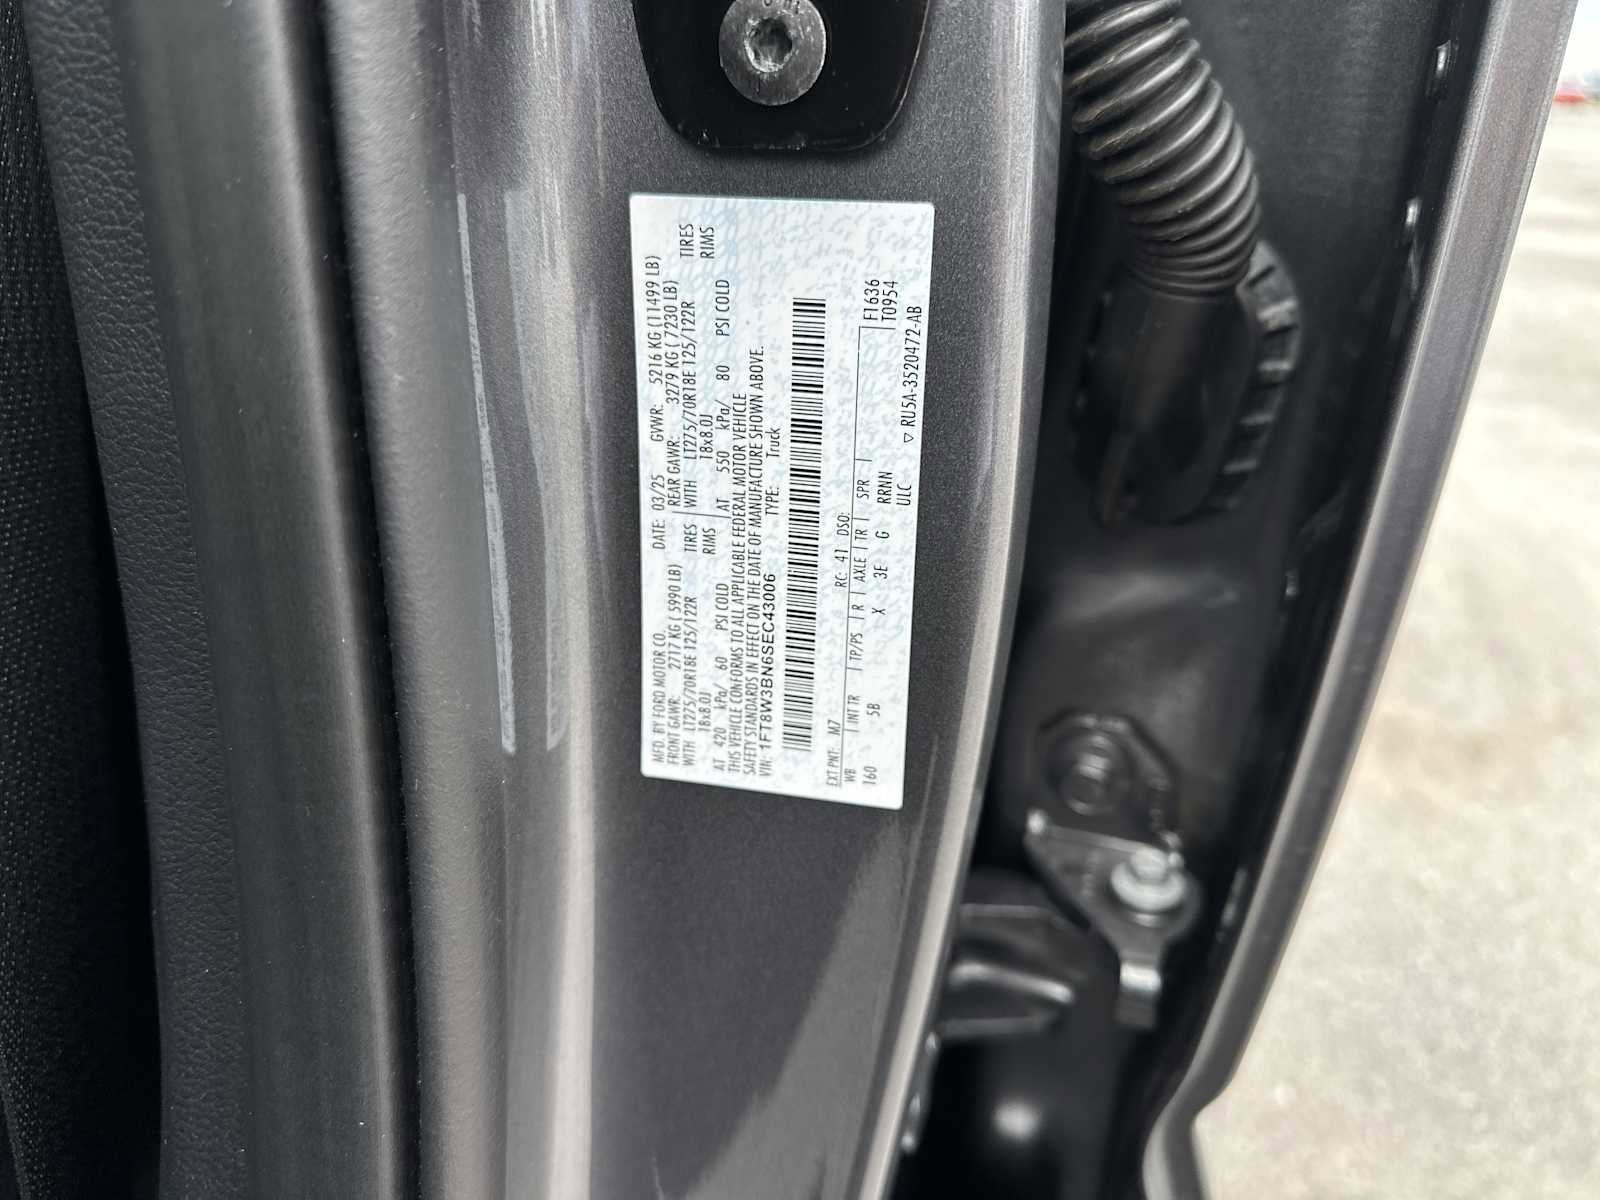 MFD. BY FORD MOTOR CO. DATE: 03/25 GVWR: 5216 KG (11499 LB)
FRONT GAWR: 2717 KG ( 5990 LB) REAR GAWR: 3279 KG ( 7230 LB)
WITH LT275/70R18E 125/122R TIRES WITH LT275/70R18E 125/122R TIRES
18x8.0J RIMS 18x8.0J RIMS
AT 420 kPa/ 60 PSI COLD AT 550 kPa/ 80 PSI COLD
THIS VEHICLE CONFORMS TO ALL APPLICABLE FEDERAL MOTOR VEHICLE
SAFETY STANDARDS IN EFFECT ON THE DATE OF MANUFACTURE SHOWN ABOVE.
VIN: 1FT8W3BN6SEC43006 TYPE: Truck
EXT PNT: M7 RC: 41 DSO:
WB INT TR TP/PS R AXLE TR SPR F1636
160 5B X 3E G RRNN T0954
ULC ▽ RU5A-3520472-AB